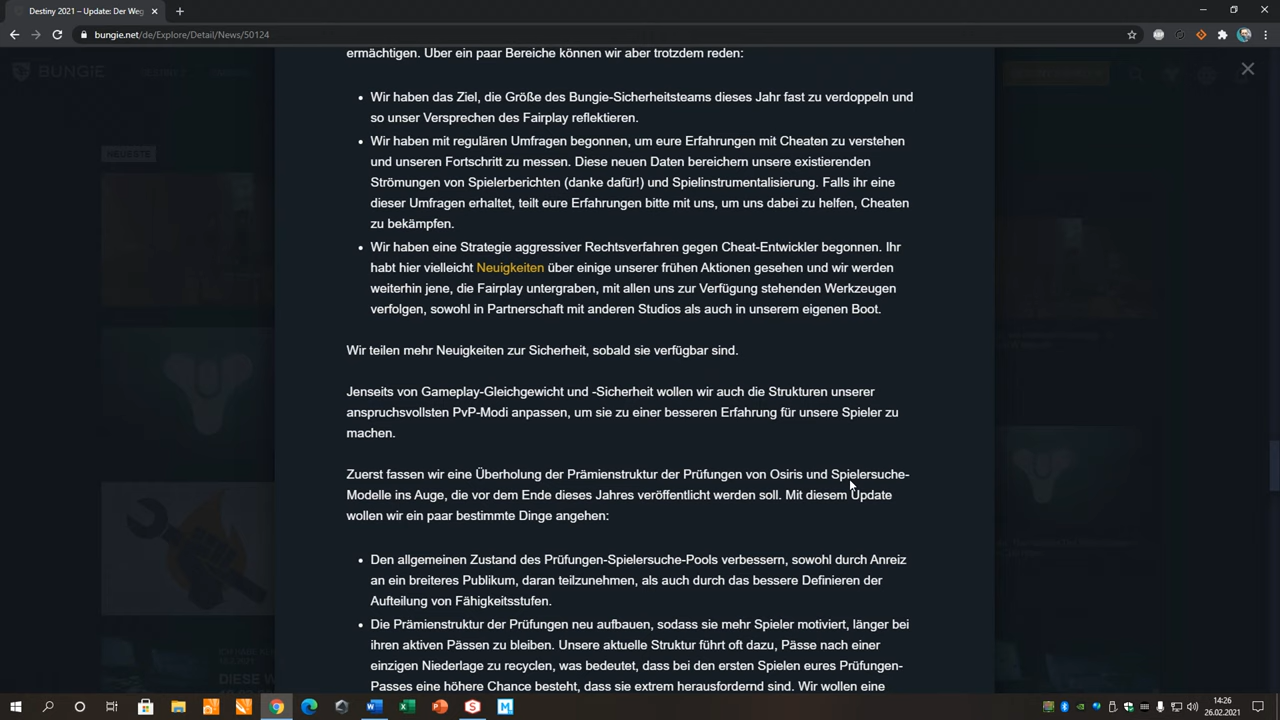 Destiny 2021 – Update: Der Weg
bungie.net/de/Explore/Detail/News/50124
BUNGIE
ermächtigen. Über ein paar Bereiche können wir aber trotzdem reden:
• Wir haben das Ziel, die Größe des Bungie-Sicherheitsteams dieses Jahr fast zu verdoppeln und
so unser Versprechen des Fairplay reflektieren.
• Wir haben mit regulären Umfragen begonnen, um eure Erfahrungen mit Cheaten zu verstehen
und unseren Fortschritt zu messen. Diese neuen Daten bereichern unsere existierenden
Strömungen von Spielerberichten (danke dafür!) und Spielinstrumentalisierung. Falls ihr eine
dieser Umfragen erhaltet, teilt eure Erfahrungen bitte mit uns, um uns dabei zu helfen, Cheaten
zu bekämpfen.
• Wir haben eine Strategie aggressiver Rechtsverfahren gegen Cheat-Entwickler begonnen. Ihr
habt hier vielleicht Neuigkeiten über einige unserer frühen Aktionen gesehen und wir werden
weiterhin jene, die Fairplay untergraben, mit allen uns zur Verfügung stehenden Werkzeugen
verfolgen, sowohl in Partnerschaft mit anderen Studios als auch in unserem eigenen Boot.
NEUESTE
Wir teilen mehr Neuigkeiten zur Sicherheit, sobald sie verfügbar sind.
Jenseits von Gameplay-Gleichgewicht und -Sicherheit wollen wir auch die Strukturen unserer
anspruchsvollsten PvP-Modi anpassen, um sie zu einer besseren Erfahrung für unsere Spieler zu
machen.
Zuerst fassen wir eine Überholung der Prämienstruktur der Prüfungen von Osiris und Spielersuche-
Modelle ins Auge, die vor dem Ende dieses Jahres veröffentlicht werden soll. Mit diesem Update
wollen wir ein paar bestimmte Dinge angehen:
• Den allgemeinen Zustand des Prüfungen-Spielersuche-Pools verbessern, sowohl durch Anreiz
an ein breiteres Publikum, daran teilzunehmen, als auch durch das bessere Definieren der
Aufteilung von Fähigkeitsstufen.
• Die Prämienstruktur der Prüfungen neu aufbauen, sodass sie mehr Spieler motiviert, länger bei
ihren aktiven Pässen zu bleiben. Unsere aktuelle Struktur führt oft dazu, Pässe nach einer
einzigen Niederlage zu recyclen, was bedeutet, dass bei den ersten Spielen eures Prüfungen-
Passes eine höhere Chance besteht, dass sie extrem herausfordernd sind. Wir wollen eine
DIESE W
14:26
26.02.2021